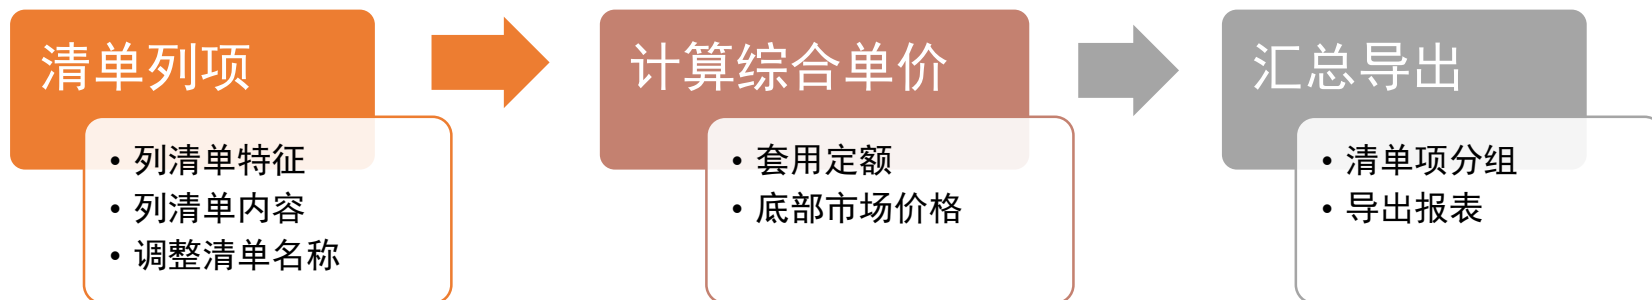 清单列项
• 列清单特征
• 列清单内容
• 调整清单名称
计算综合单价
• 套用定额
• 底部市场价格
汇总导出
• 清单项分组
• 导出报表